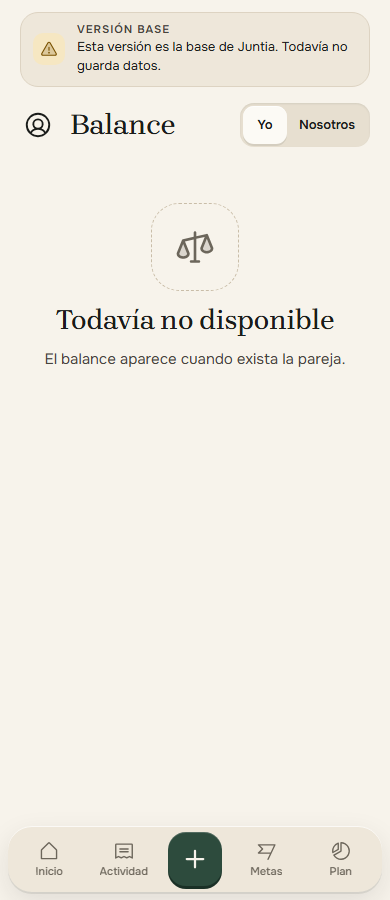 VERSIÓN BASE
Esta versión es la base de Juntia. Todavía no
guarda datos.
Balance
Yo
Nosotros
Todavía no disponible
El balance aparece cuando exista la pareja.
Inicio
Actividad
Metas
Plan